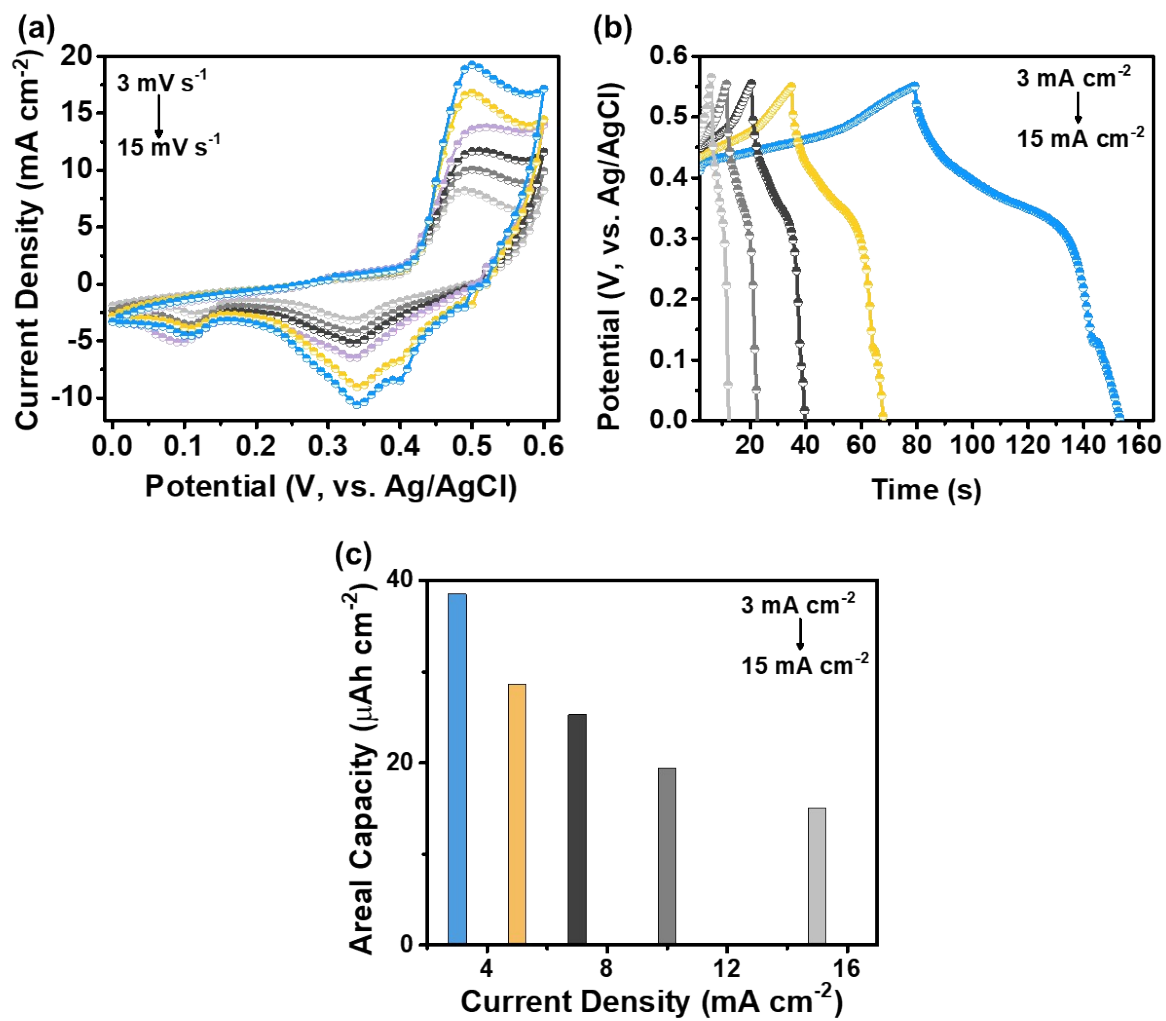 (a)
3 mV s⁻¹
15 mV s⁻¹
20
15
10
5
0
-5
-10
Current Density (mA cm⁻²)
0.0 0.1 0.2 0.3 0.4 0.5 0.6
Potential (V, vs. Ag/AgCl)
(b)
3 mA cm⁻²
15 mA cm⁻²
0.6
0.5
0.4
0.3
0.2
0.1
0.0
Potential (V, vs. Ag/AgCl)
20 40 60 80 100 120 140 160
Time (s)
(c)
3 mA cm⁻²
15 mA cm⁻²
40
20
0
Areal Capacity (μAh cm⁻²)
4 8 12 16
Current Density (mA cm⁻²)